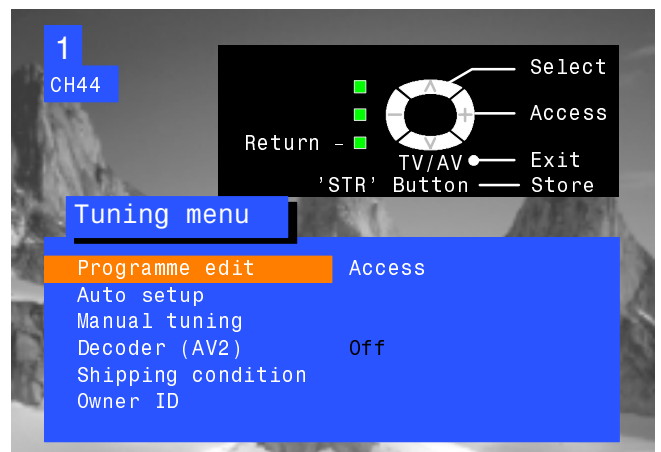 1
CH44
Select
Access
Return –
TV/AV
Exit
'STR' Button
Store
Tuning menu
Programme edit Access
Auto setup
Manual tuning
Decoder (AV2) Off
Shipping condition
Owner ID